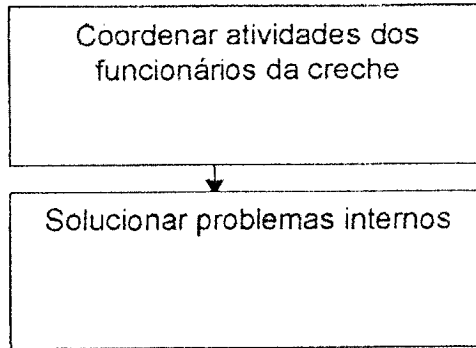 Coordenar atividades dos
funcionários da creche
Solucionar problemas internos